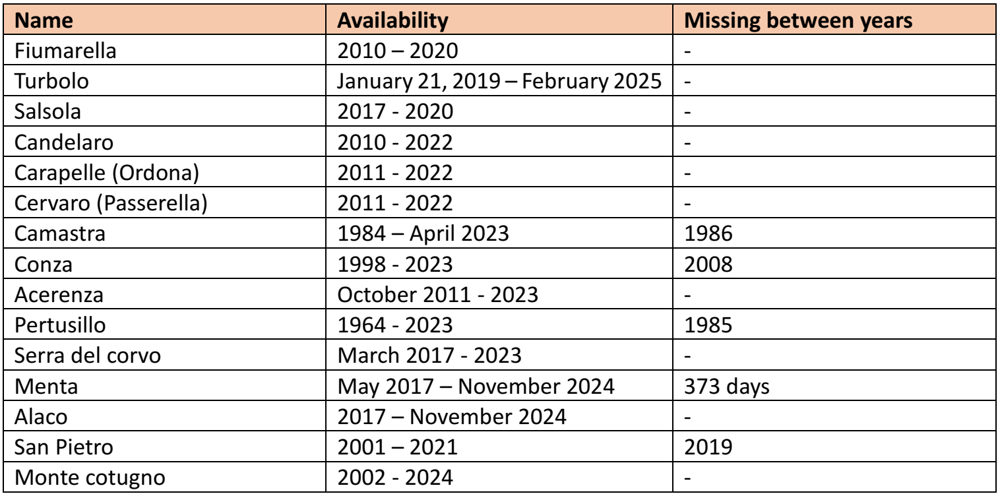 Name Availability Missing between years
Fiumarella 2010 – 2020 -
Turbolo January 21, 2019 – February 2025 -
Salsola 2017 - 2020 -
Candelaro 2010 - 2022 -
Carapelle (Ordona) 2011 - 2022 -
Cervaro (Passerella) 2011 - 2022 -
Camastra 1984 – April 2023 1986
Conza 1998 - 2023 2008
Acerenza October 2011 - 2023 -
Pertusillo 1964 - 2023 1985
Serra del corvo March 2017 - 2023 -
Menta May 2017 – November 2024 373 days
Alaco 2017 – November 2024 -
San Pietro 2001 – 2021 2019
Monte cotugno 2002 - 2024 -